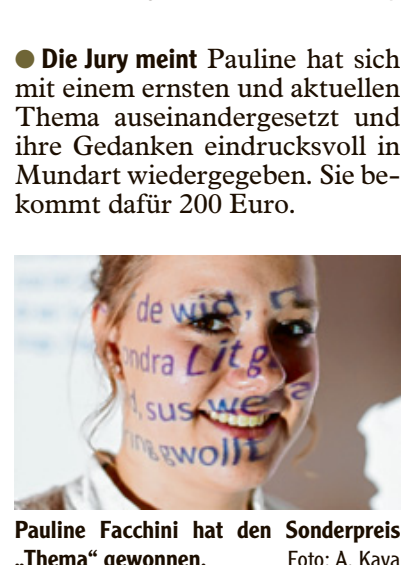 ● Die Jury meint Pauline hat sich
mit einem ernsten und aktuellen
Thema auseinandergesetzt und
ihre Gedanken eindrucksvoll in
Mundart wiedergegeben. Sie be-
kommt dafür 200 Euro.
de wid,
ondra Litg
sus we
gwollt
Pauline Facchini hat den Sonderpreis
„Thema“ gewonnen. Foto: A. Kaya